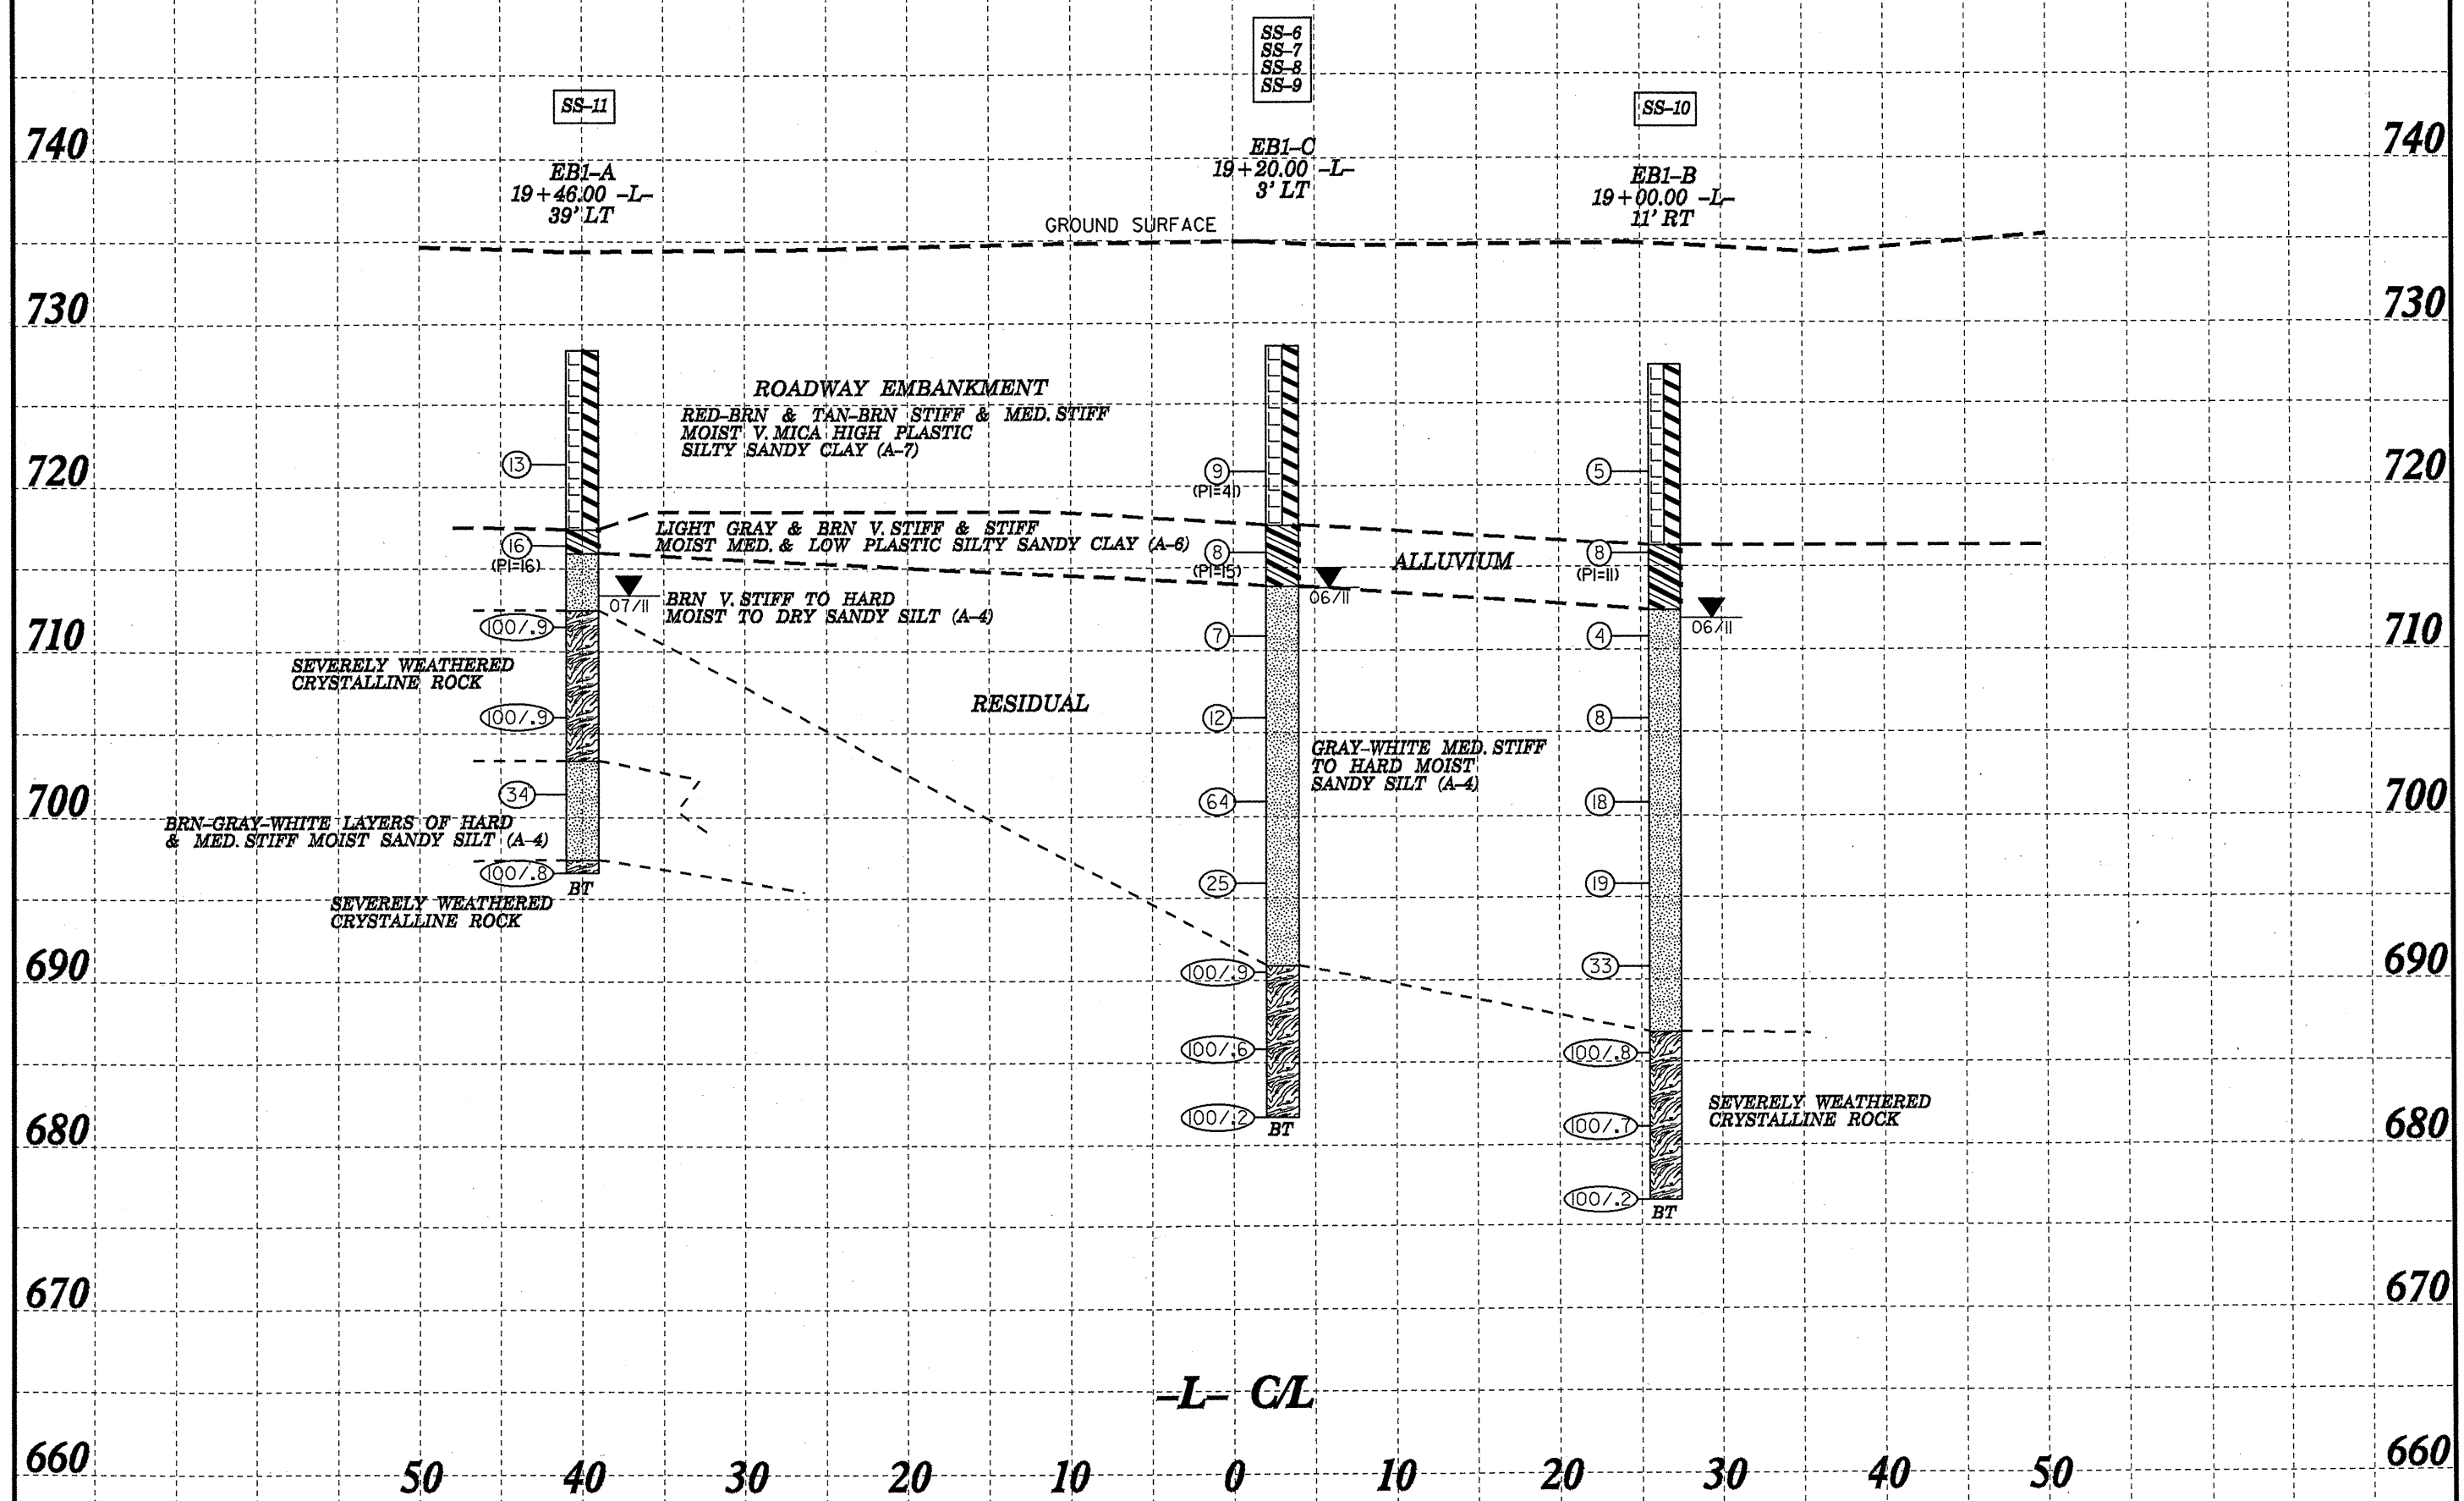 SS-6
SS-7
SS-8
SS-9
SS-11
SS-10
740
740
EB1-A
19+46.00 -L-
39' LT
EB1-C
19+20.00 -L-
3' LT
EB1-B
19+00.00 -L-
11' RT
GROUND SURFACE
730
730
ROADWAY EMBANKMENT
RED-BRN & TAN-BRN STIFF & MED. STIFF
MOIST V. MICA HIGH PLASTIC
SILTY SANDY CLAY (A-7)
720
13
9
(PI=41)
5
720
LIGHT GRAY & BRN V. STIFF & STIFF
MOIST MED. & LOW PLASTIC SILTY SANDY CLAY (A-6)
16
(PI=16)
8
(PI=15)
ALLUVIUM
8
(PI=11)
07/11
06/11
06/11
BRN V. STIFF TO HARD
MOIST TO DRY SANDY SILT (A-4)
710
100/.9
7
4
710
SEVERELY WEATHERED
CRYSTALLINE ROCK
RESIDUAL
100/.9
12
8
GRAY-WHITE MED. STIFF
TO HARD MOIST
SANDY SILT (A-4)
700
34
64
18
700
BRN-GRAY-WHITE LAYERS OF HARD
& MED. STIFF MOIST SANDY SILT (A-4)
100/.8
BT
25
19
SEVERELY WEATHERED
CRYSTALLINE ROCK
690
100/.9
33
690
100/.6
100/.8
SEVERELY WEATHERED
CRYSTALLINE ROCK
680
100/.2
BT
100/.7
680
100/.2
BT
670
670
-L- C/L
660
50
40
30
20
10
0
10
20
30
40
50
660